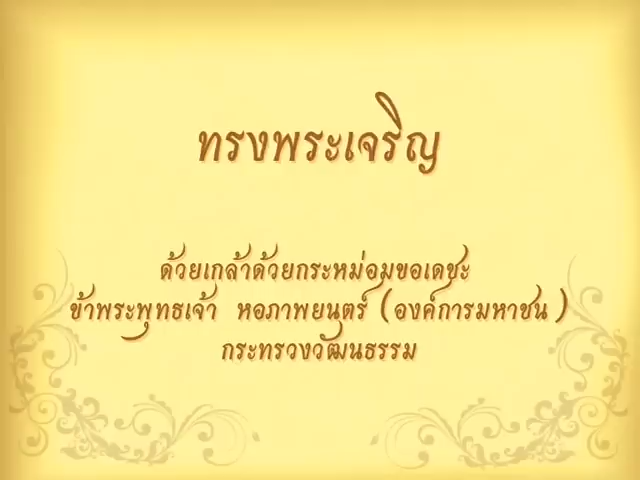 ทรงพระเจริญ
ด้วยเกล้าด้วยกระหม่อมขอเดชะ
ข้าพระพุทธเจ้า หอภาพยนตร์ (องค์การมหาชน)
กระทรวงวัฒนธรรม